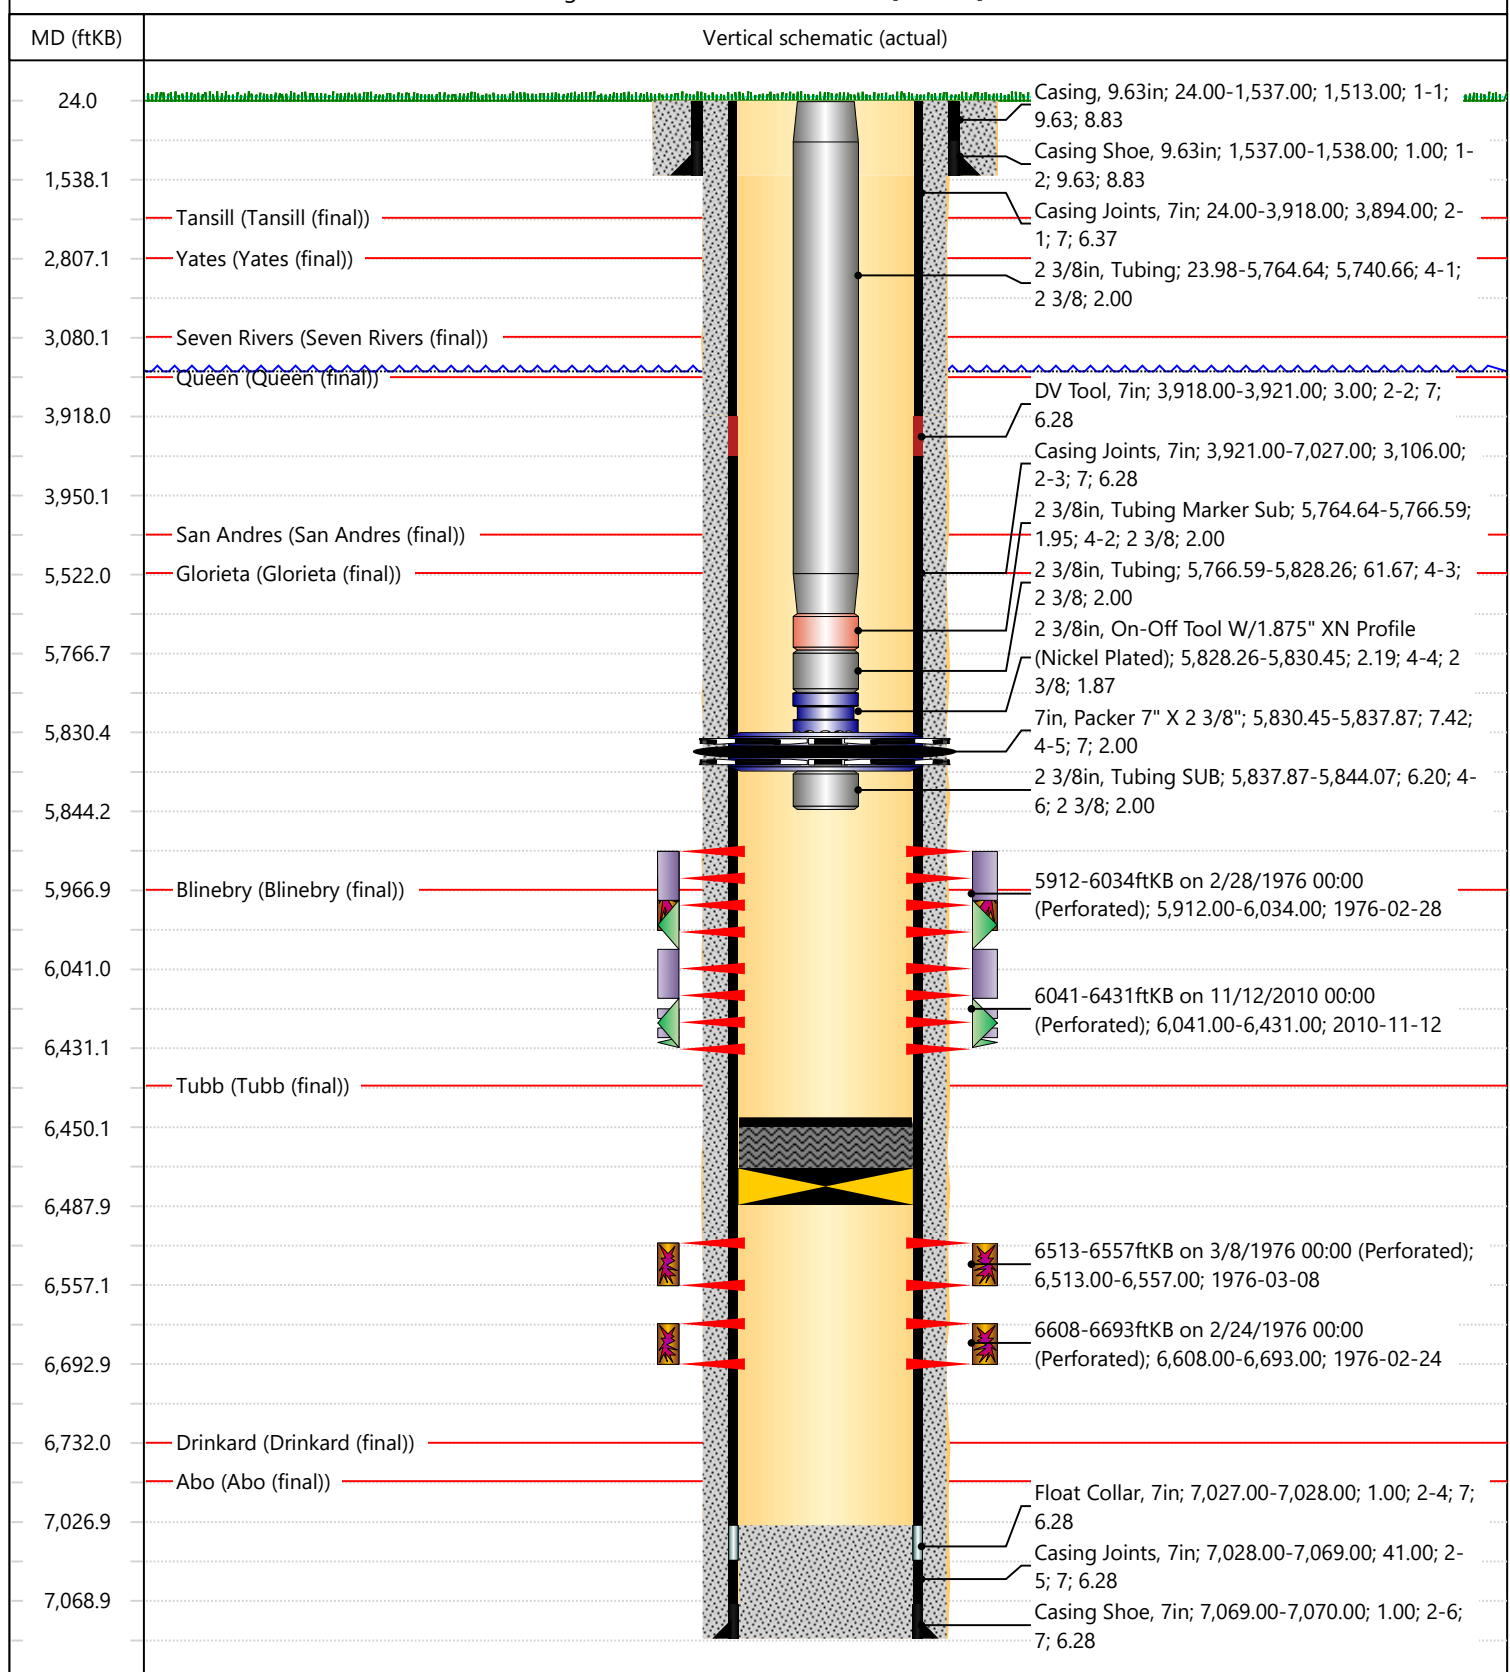 MD (ftKB)
Vertical schematic (actual)
24.0
1,538.1
2,807.1
3,080.1
3,918.0
3,950.1
5,522.0
5,766.7
5,830.4
5,844.2
5,966.9
6,041.0
6,431.1
6,450.1
6,487.9
6,557.1
6,692.9
6,732.0
7,026.9
7,068.9
Tansill (Tansill (final))
Yates (Yates (final))
Seven Rivers (Seven Rivers (final))
Queen (Queen (final))
San Andres (San Andres (final))
Glorieta (Glorieta (final))
Blinebry (Blinebry (final))
Tubb (Tubb (final))
Drinkard (Drinkard (final))
Abo (Abo (final))
Casing, 9.63in; 24.00-1,537.00; 1,513.00; 1-1;
9.63; 8.83
Casing Shoe, 9.63in; 1,537.00-1,538.00; 1.00; 1-
2; 9.63; 8.83
Casing Joints, 7in; 24.00-3,918.00; 3,894.00; 2-
1; 7; 6.37
2 3/8in, Tubing; 23.98-5,764.64; 5,740.66; 4-1;
2 3/8; 2.00
DV Tool, 7in; 3,918.00-3,921.00; 3.00; 2-2; 7;
6.28
Casing Joints, 7in; 3,921.00-7,027.00; 3,106.00;
2-3; 7; 6.28
2 3/8in, Tubing Marker Sub; 5,764.64-5,766.59;
1.95; 4-2; 2 3/8; 2.00
2 3/8in, Tubing; 5,766.59-5,828.26; 61.67; 4-3;
2 3/8; 2.00
2 3/8in, On-Off Tool W/1.875" XN Profile
(Nickel Plated); 5,828.26-5,830.45; 2.19; 4-4; 2
3/8; 1.87
7in, Packer 7" X 2 3/8"; 5,830.45-5,837.87; 7.42;
4-5; 7; 2.00
2 3/8in, Tubing SUB; 5,837.87-5,844.07; 6.20; 4-
6; 2 3/8; 2.00
5912-6034ftKB on 2/28/1976 00:00
(Perforated); 5,912.00-6,034.00; 1976-02-28
6041-6431ftKB on 11/12/2010 00:00
(Perforated); 6,041.00-6,431.00; 2010-11-12
6513-6557ftKB on 3/8/1976 00:00 (Perforated);
6,513.00-6,557.00; 1976-03-08
6608-6693ftKB on 2/24/1976 00:00
(Perforated); 6,608.00-6,693.00; 1976-02-24
Float Collar, 7in; 7,027.00-7,028.00; 1.00; 2-4; 7;
6.28
Casing Joints, 7in; 7,028.00-7,069.00; 41.00; 2-
5; 7; 6.28
Casing Shoe, 7in; 7,069.00-7,070.00; 1.00; 2-6;
7; 6.28